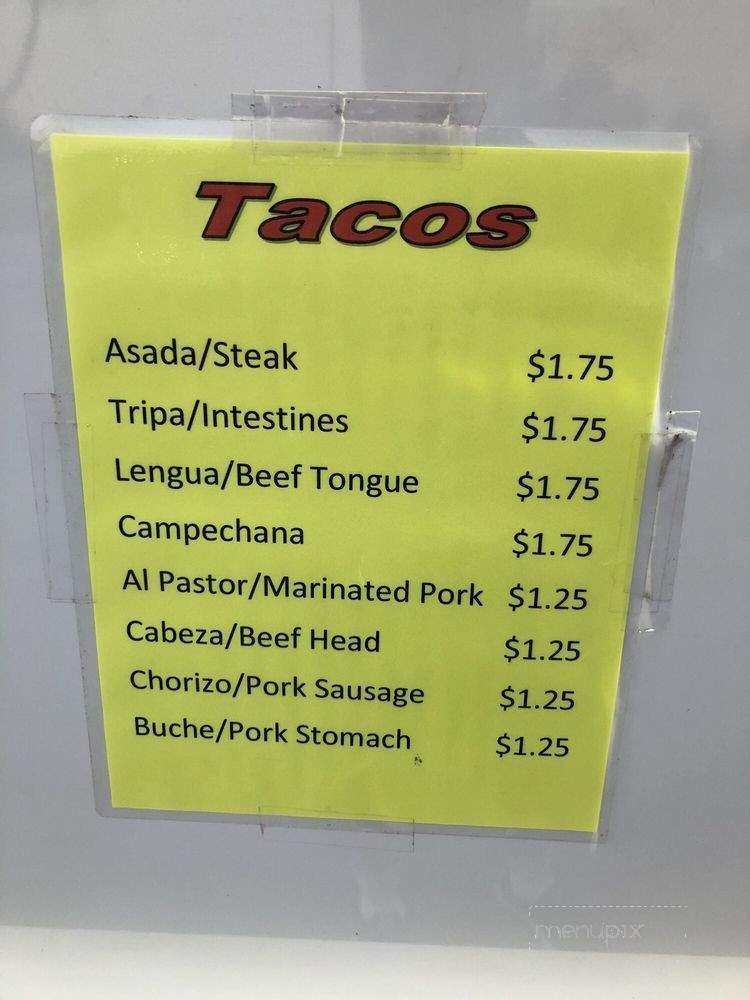 Tacos
Asada/Steak $1.75
Tripa/Intestines $1.75
Lengua/Beef Tongue $1.75
Campechana $1.75
Al Pastor/Marinated Pork $1.25
Cabeza/Beef Head $1.25
Chorizo/Pork Sausage $1.25
Buche/Pork Stomach $1.25
menupix